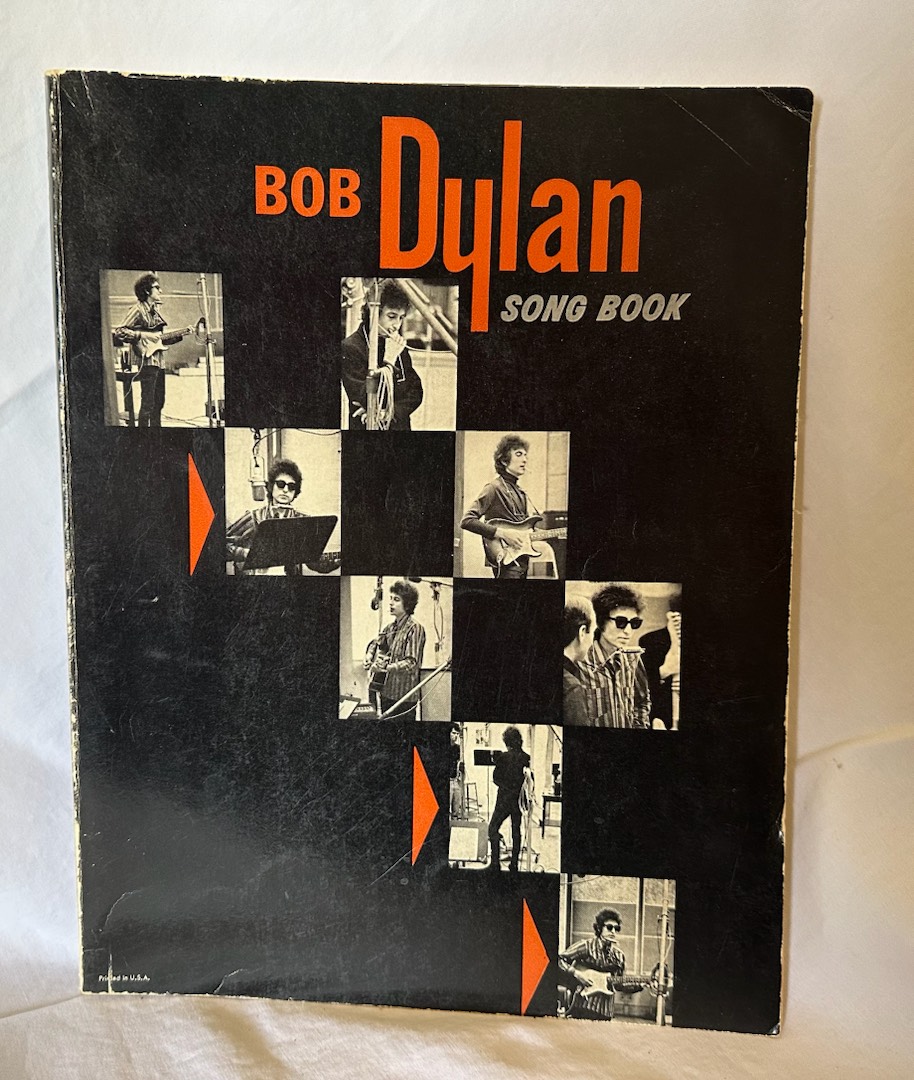 BOB Dylan
SONG BOOK
Printed in U.S.A.